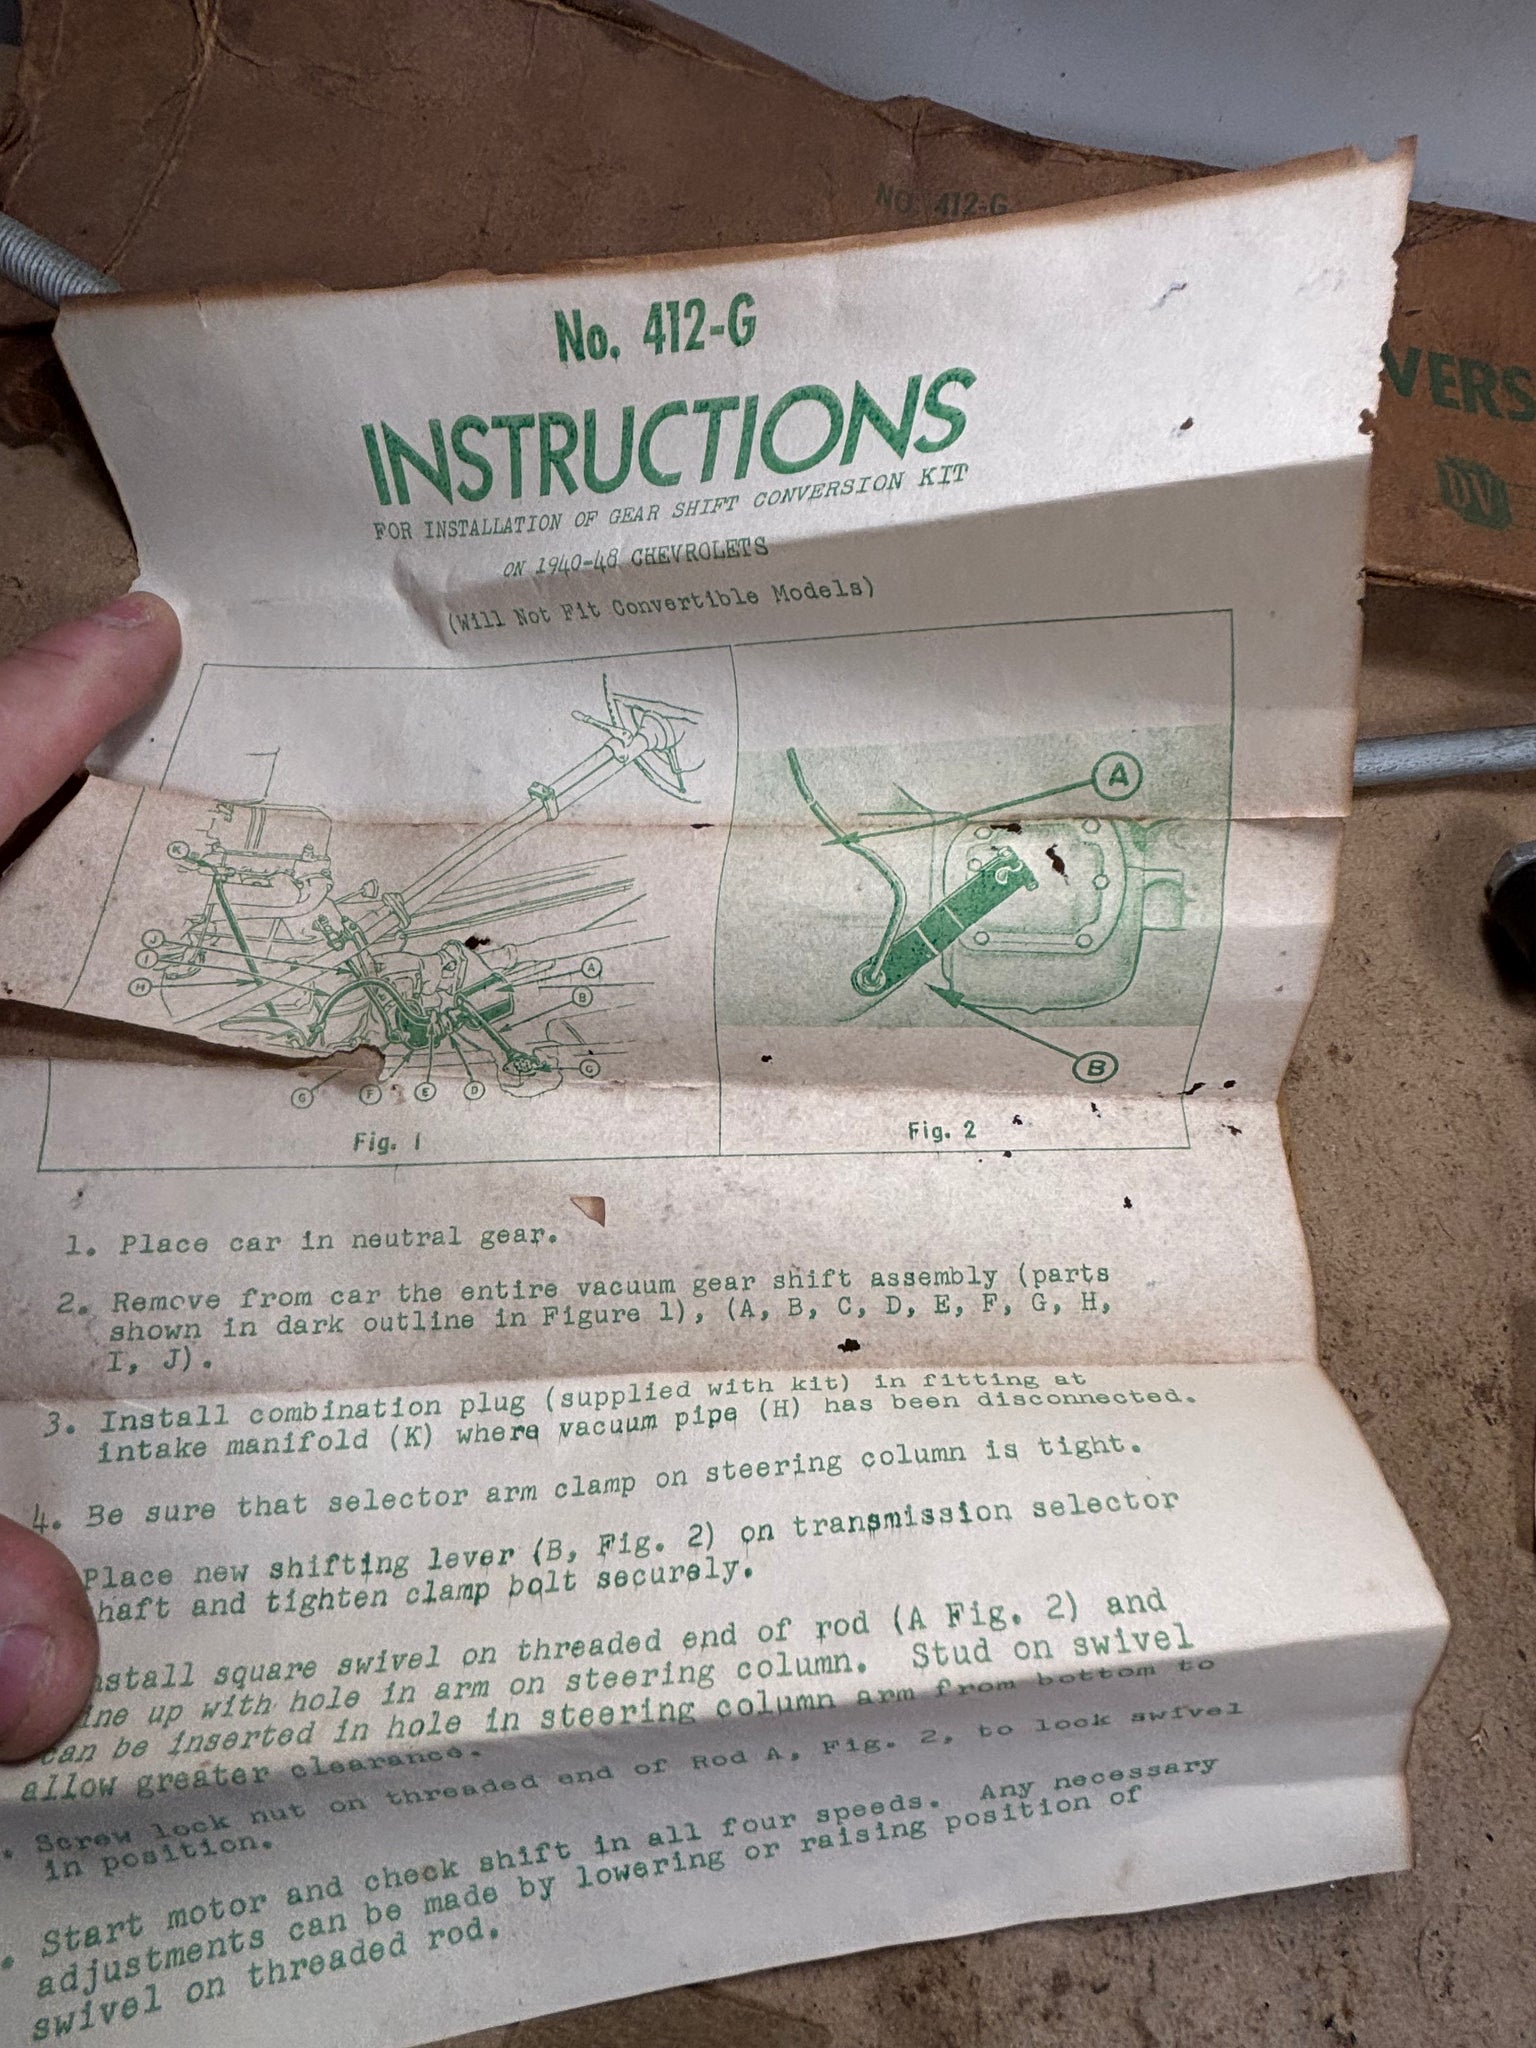 NO. 412-G
No. 412-G
INSTRUCTIONS
FOR INSTALLATION OF GEAR SHIFT CONVERSION KIT
ON 1940-48 CHEVROLETS
(Will Not Fit Convertible Models)
VERS
DV
K
J
I
H
A
B
C
G
F
E
D
Fig. 1
A
B
Fig. 2
1. Place car in neutral gear.
2. Remove from car the entire vacuum gear shift assembly (parts
shown in dark outline in Figure 1), (A, B, C, D, E, F, G, H,
I, J).
3. Install combination plug (supplied with kit) in fitting at
intake manifold (K) where vacuum pipe (H) has been disconnected.
4. Be sure that selector arm clamp on steering column is tight.
Place new shifting lever (B, Fig. 2) on transmission selector
haft and tighten clamp bolt securely.
nstall square swivel on threaded end of rod (A Fig. 2) and
ine up with hole in arm on steering column. Stud on swivel
can be inserted in hole in steering column arm from bottom to
allow greater clearance.
. Screw lock nut on threaded end of Rod A, Fig. 2, to lock swivel
in position.
. Start motor and check shift in all four speeds. Any necessary
adjustments can be made by lowering or raising position of
swivel on threaded rod.